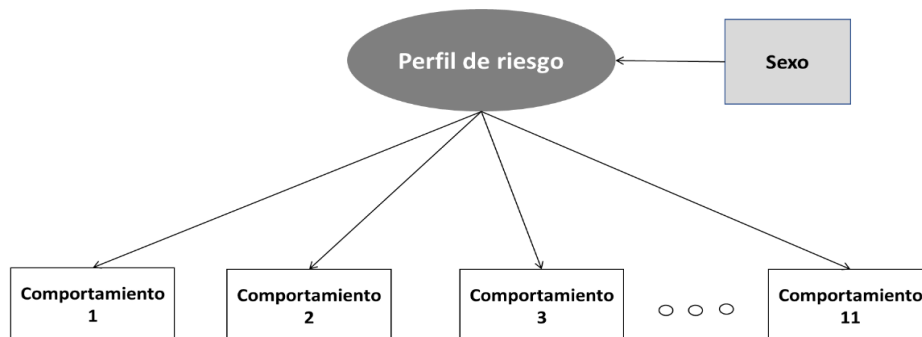 Perfil de riesgo
Sexo
Comportamiento
1
Comportamiento
2
Comportamiento
3
Comportamiento
11